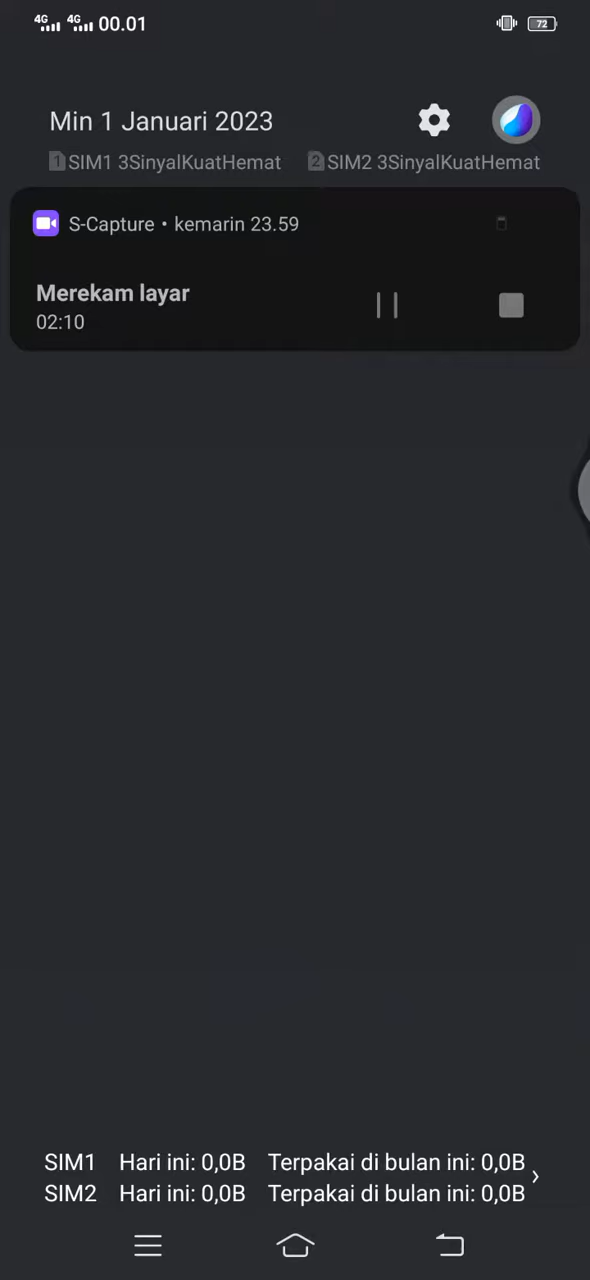 4G 4G 00.01 72
Min 1 Januari 2023
1 SIM1 3SinyalKuatHemat 2 SIM2 3SinyalKuatHemat
S-Capture • kemarin 23.59
Merekam layar
02:10
SIM1 Hari ini: 0,0B Terpakai di bulan ini: 0,0B
SIM2 Hari ini: 0,0B Terpakai di bulan ini: 0,0B